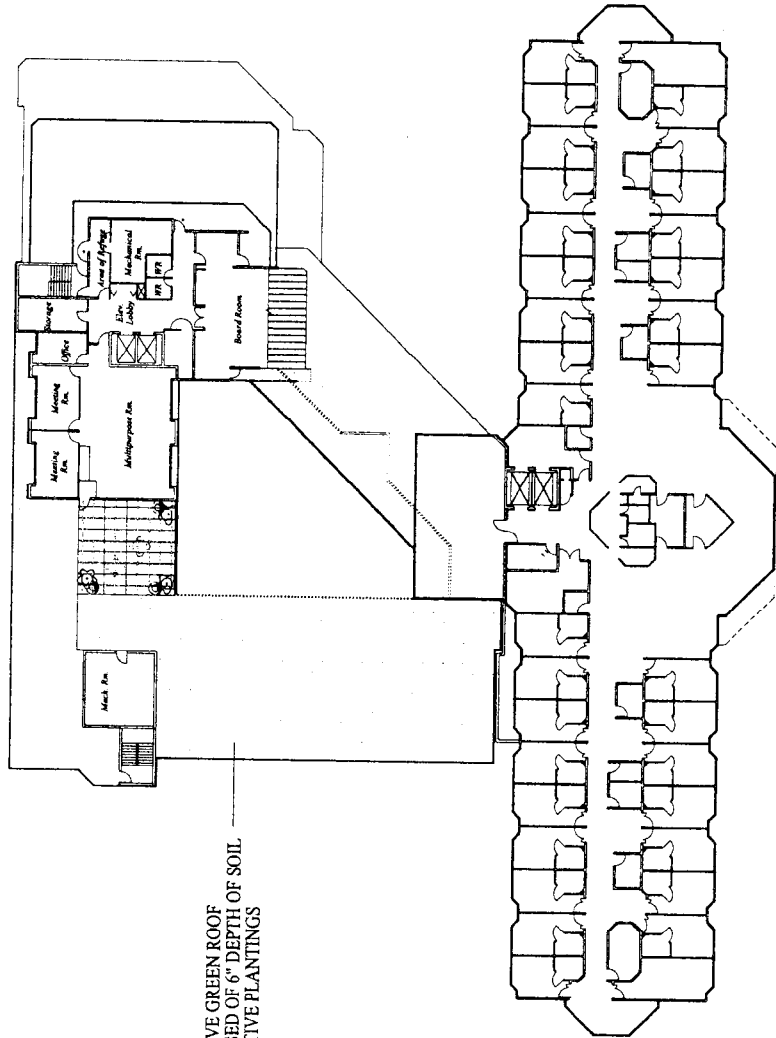 Storage
Area of Refuge
Mechanical
Rm.
WR
WR
Elev.
Lobby
Office
Meeting
Rm.
Meeting
Rm.
Multipurpose Rm.
Board Room
Mech Rm.
VE GREEN ROOF
SED OF 6" DEPTH OF SOIL
TIVE PLANTINGS